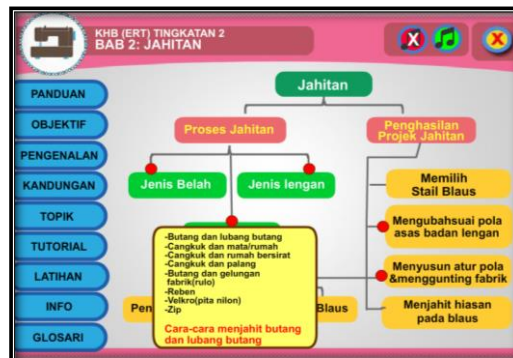 KHB (ERT) TINGKATAN 2
BAB 2: JAHITAN
PANDUAN
OBJEKTIF
PENGENALAN
KANDUNGAN
TOPIK
TUTORIAL
LATIHAN
INFO
GLOSARI
Jahitan
Proses Jahitan
Penghasilan
Projek Jahitan
Jenis Belah
Jenis lengan
Memilih
Stail Blaus
Mengubahsuai pola
asas badan lengan
Menyusun atur pola
&menggunting fabrik
Menjahit hiasan
pada blaus
-Butang dan lubang butang
-Cangkuk dan mata/rumah
-Cangkuk dan rumah bersirat
-Cangkuk dan palang
-Butang dan gelungan
fabrik(rulo)
-Reben
-Velkro(pita nilon)
-Zip
Cara-cara menjahit butang
dan lubang butang
Blaus